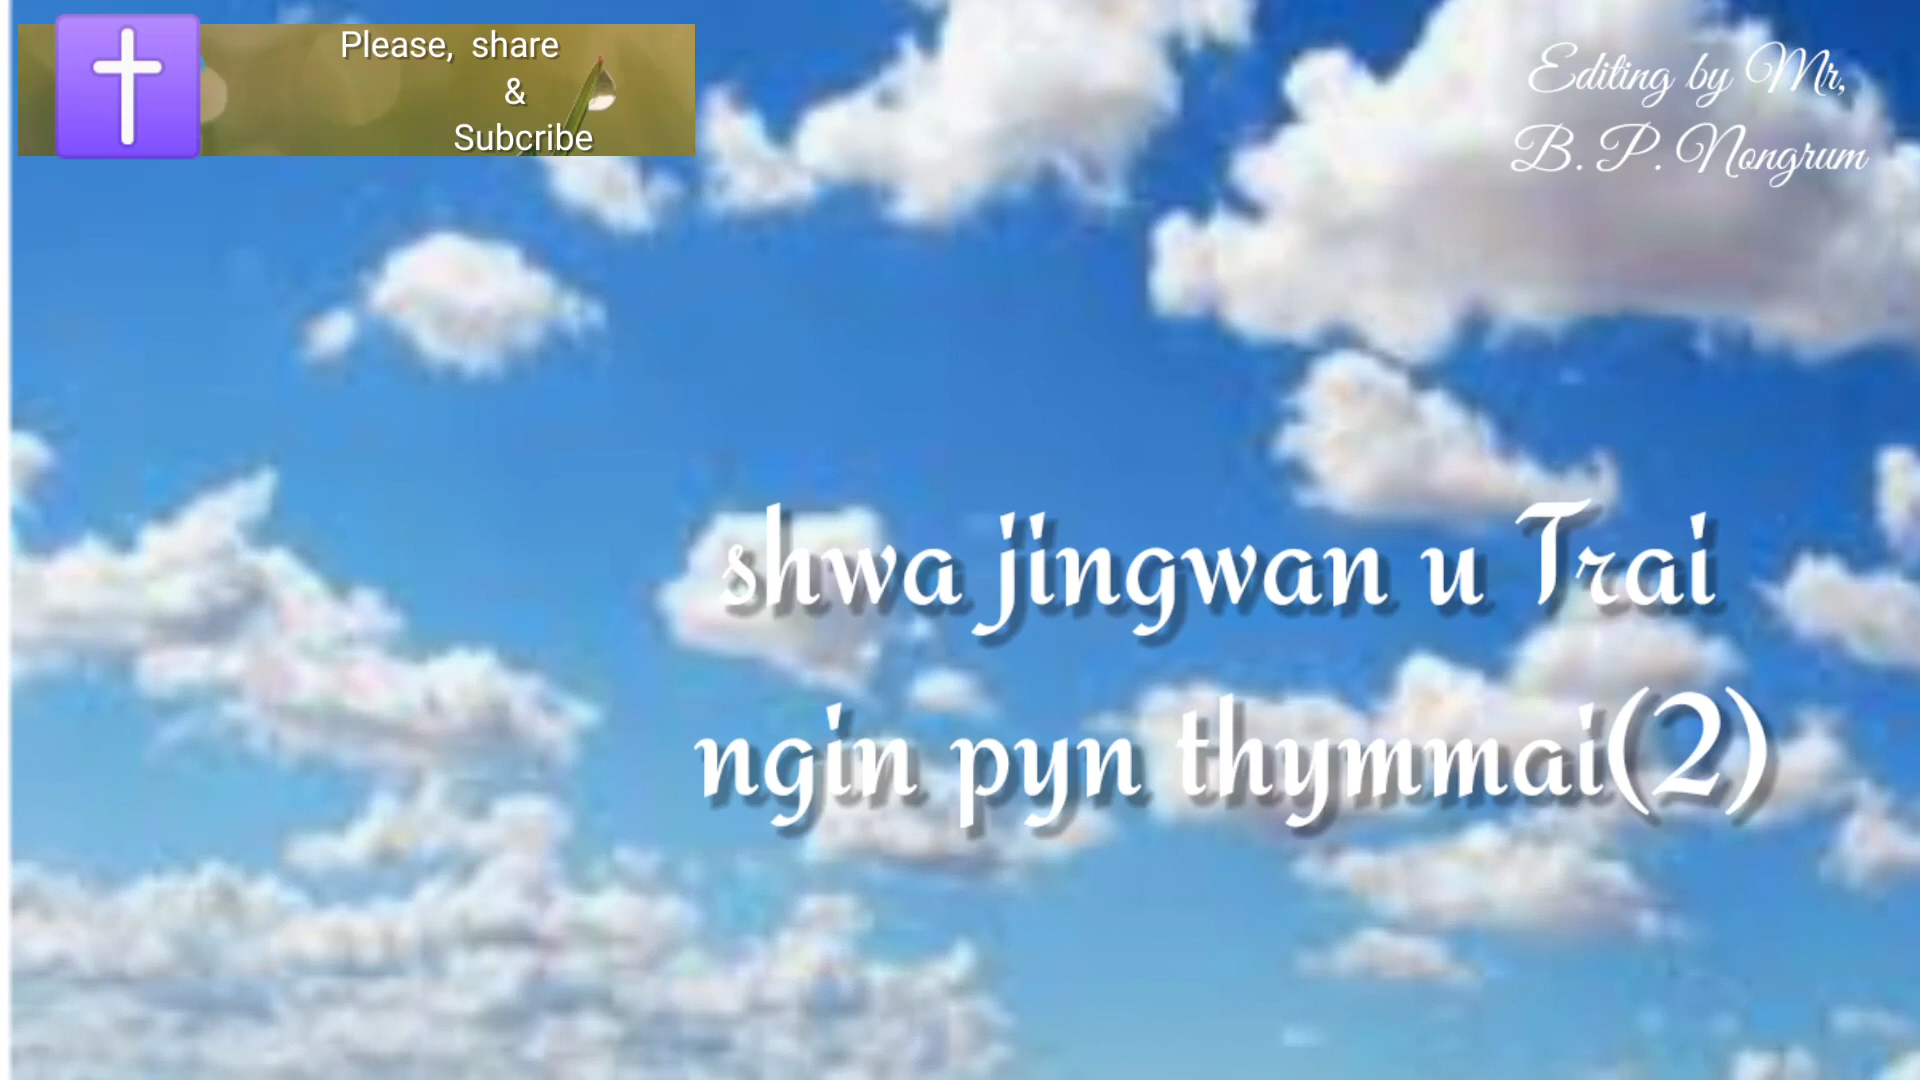 Please, share
&
Subcribe
Editing by Mr,
B. P. Nongrum
shwa jingwan u Trai
ngin pyn thymmai(2)